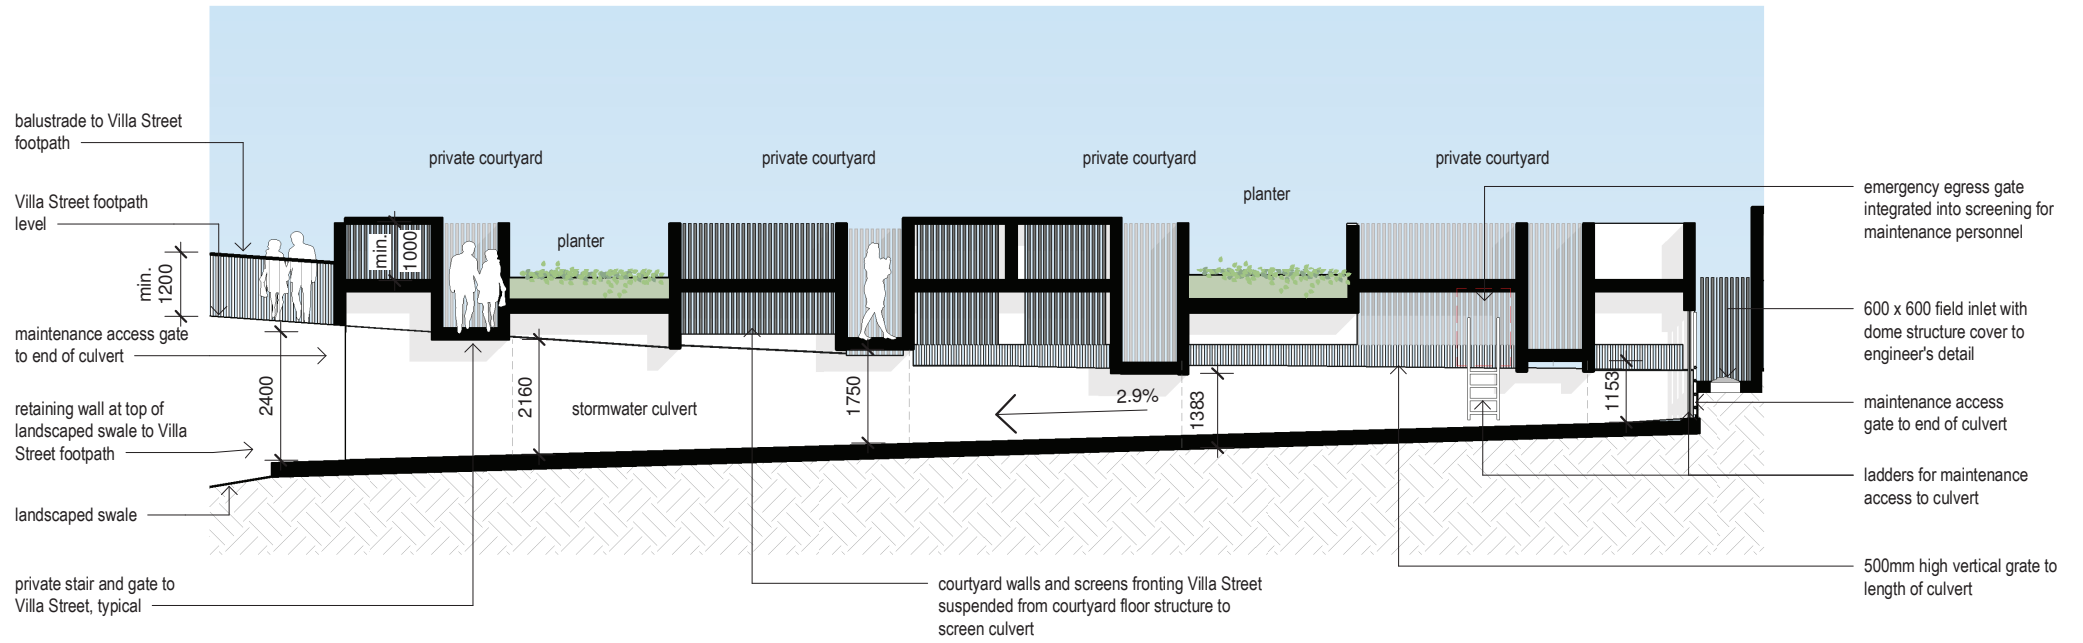 balustrade to Villa Street
footpath
Villa Street footpath
level
min.
1200
maintenance access gate
to end of culvert
retaining wall at top of
landscaped swale to Villa
Street footpath
landscaped swale
private stair and gate to
Villa Street, typical
private courtyard
private courtyard
private courtyard
private courtyard
planter
planter
min.
1000
2400
2160
stormwater culvert
1750
2.9%
1383
1153
courtyard walls and screens fronting Villa Street
suspended from courtyard floor structure to
screen culvert
emergency egress gate
integrated into screening for
maintenance personnel
600 x 600 field inlet with
dome structure cover to
engineer's detail
maintenance access
gate to end of culvert
ladders for maintenance
access to culvert
500mm high vertical grate to
length of culvert